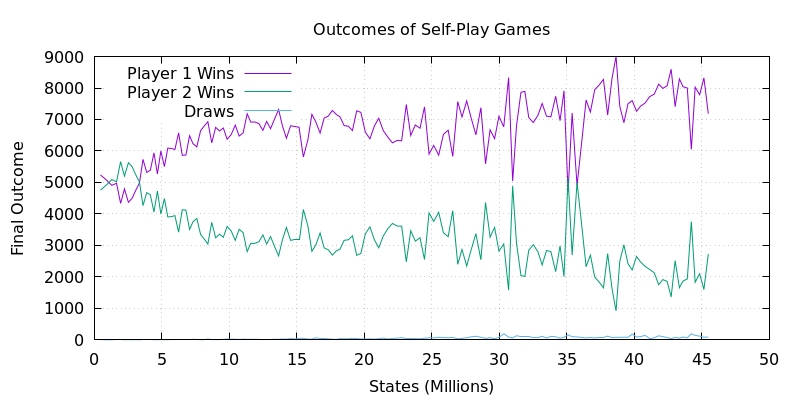 Outcomes of Self-Play Games
Player 1 Wins
Player 2 Wins
Draws
9000
8000
7000
6000
5000
4000
3000
2000
1000
0
Final Outcome
0 5 10 15 20 25 30 35 40 45 50
States (Millions)